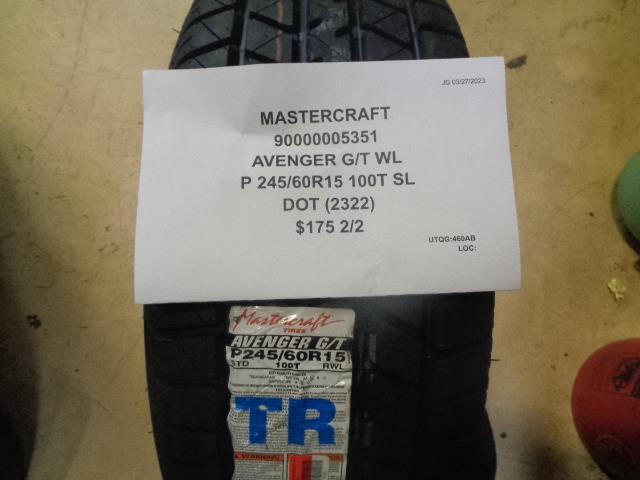 JG 03/27/2023
MASTERCRAFT
90000005351
AVENGER G/T WL
P 245/60R15 100T SL
DOT (2322)
$175 2/2
UTQG:460AB
LOC:
Mastercraft
TIRES
AVENGER G/T
P245/60R15
STD 100T RWL
TR